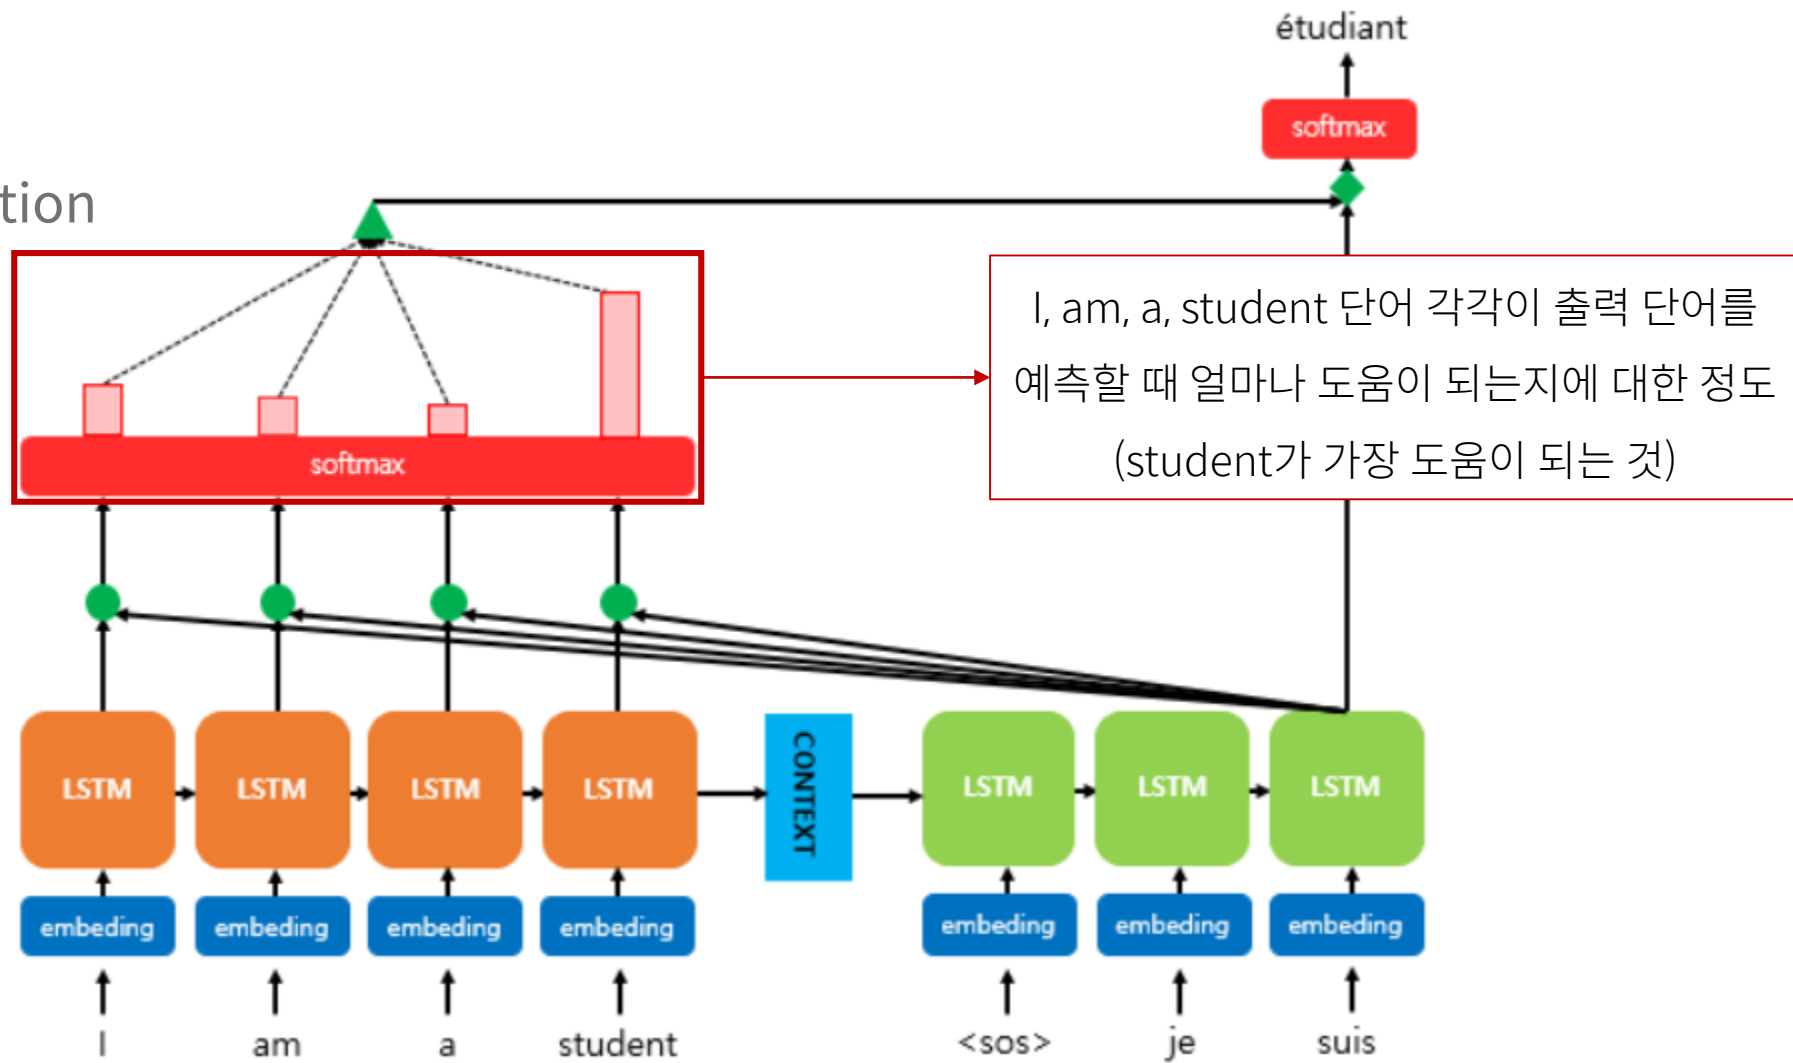 étudiant
softmax
tion
I, am, a, student 단어 각각이 출력 단어를
예측할 때 얼마나 도움이 되는지에 대한 정도
(student가 가장 도움이 되는 것)
softmax
LSTM LSTM LSTM LSTM CONTEXT LSTM LSTM LSTM
embeding embeding embeding embeding embeding embeding embeding
I am a student <sos> je suis